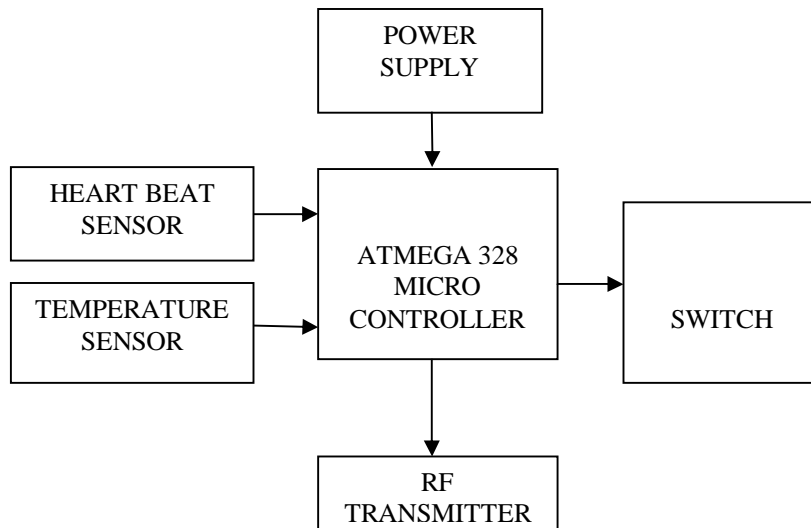 POWER
SUPPLY
HEART BEAT
SENSOR
TEMPERATURE
SENSOR
ATMEGA 328
MICRO
CONTROLLER
SWITCH
RF
TRANSMITTER